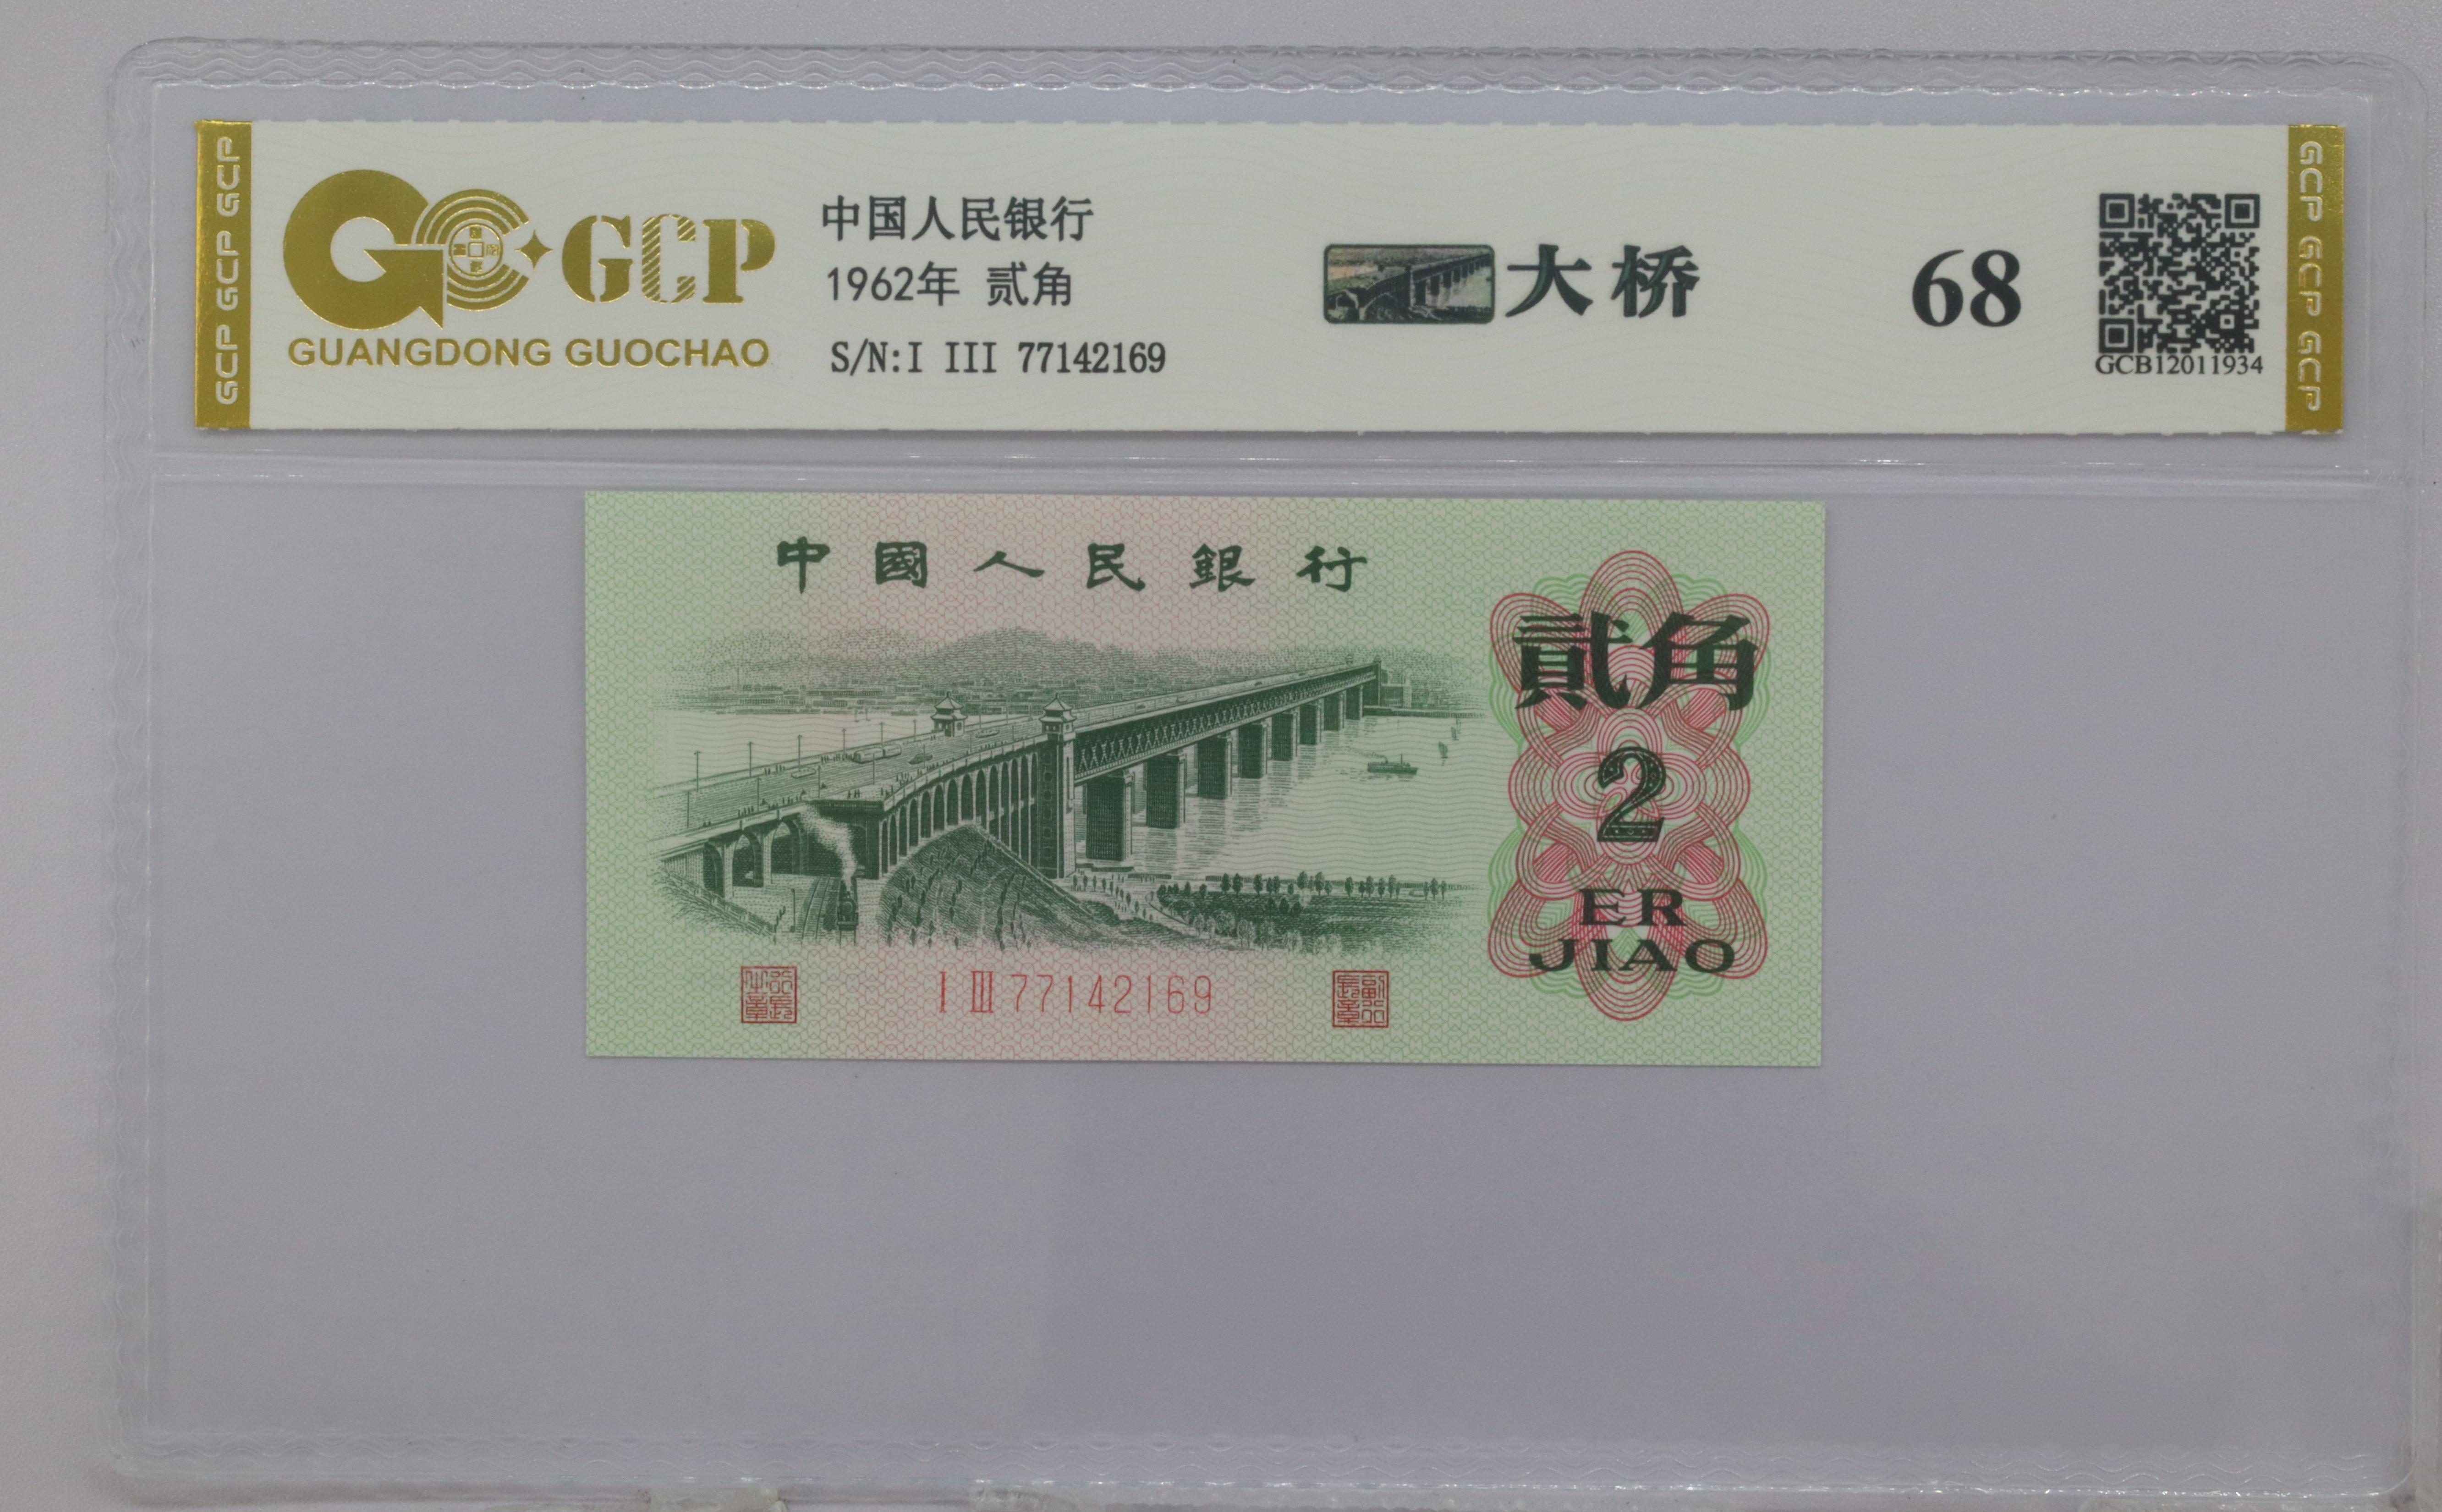 GCP GCP GCP
GCP
GUANGDONG GUOCHAO
中国人民银行
1962年 贰角
S/N:I III 77142169
大桥
68
GCB12011934
GCP GCP GCP
中國人民銀行
貳角
2
ER
JIAO
I III 77142169